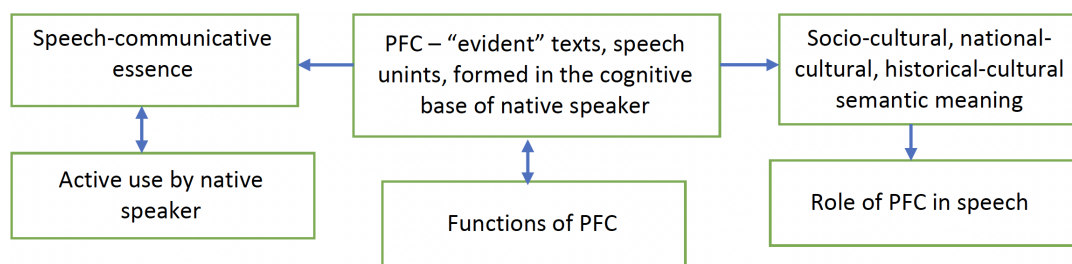 Speech-communicative
essence
PFC – “evident” texts, speech
unints, formed in the cognitive
base of native speaker
Socio-cultural, national-
cultural, historical-cultural
semantic meaning
Active use by native
speaker
Functions of PFC
Role of PFC in speech